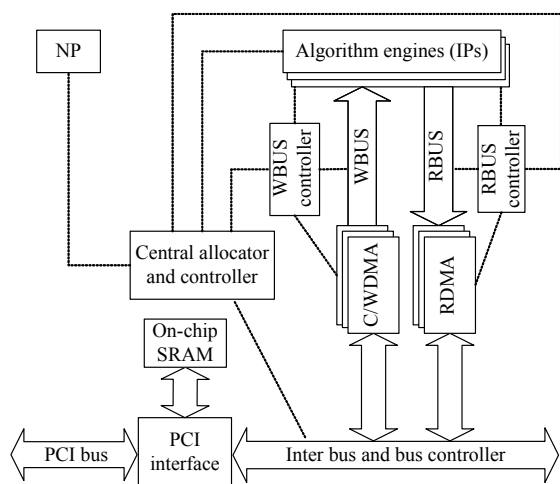 NP
Algorithm engines (IPs)
WBUS
controller
WBUS
RBUS
RBUS
controller
Central allocator
and controller
C/WDMA
RDMA
On-chip
SRAM
PCI bus
PCI
interface
Inter bus and bus controller